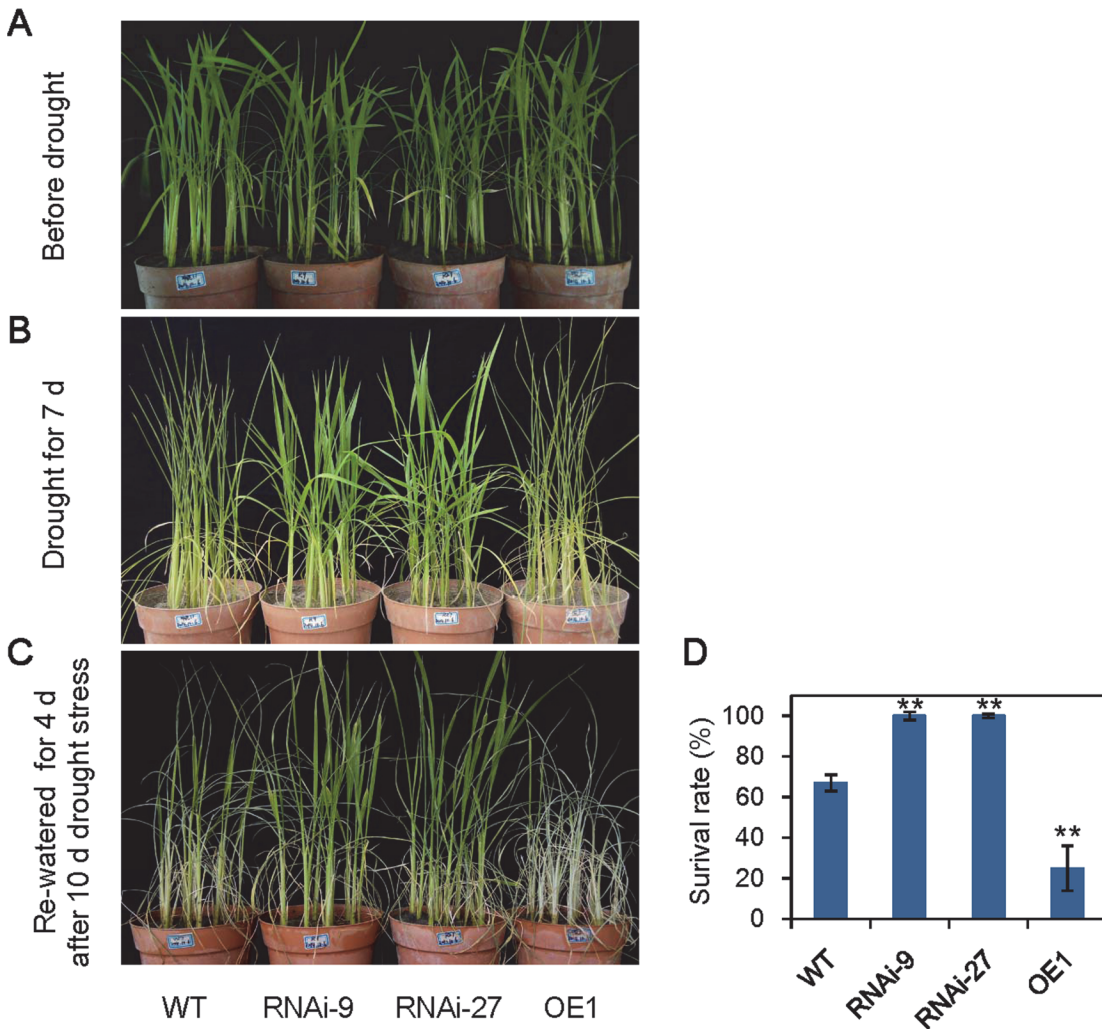 A
Before drought
B
Drought for 7 d
C
Re-watered for 4 d
after 10 d drought stress
WT RNAi-9 RNAi-27 OE1
D
Surival rate (%)
100
80
60
40
20
0
** ** **
WT RNAi-9 RNAi-27 OE1